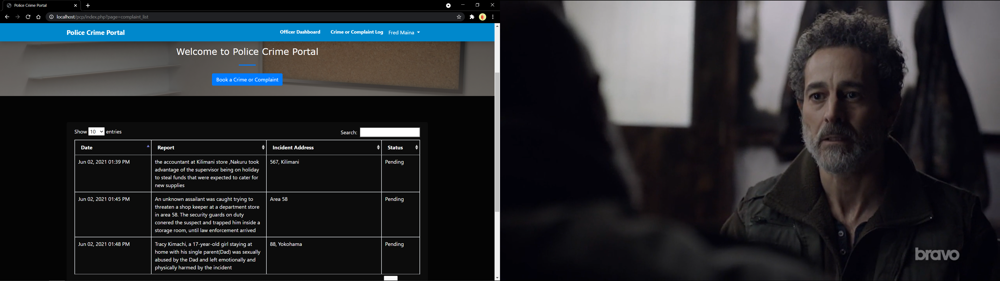 Police Crime Portal
localhost/pcp/index.php?page=complaint_list
Police Crime Portal
Officer Dashboard
Crime or Complaint Log
Fred Maina
Welcome to Police Crime Portal
Book a Crime or Complaint
Show 10 entries
Search:
Date
Report
Incident Address
Status
Jun 02, 2021 01:39 PM
the accountant at Kilimani store ,Nakuru took
advantage of the supervisor being on holiday
to steal funds that were expected to cater for
new supplies
567, Kilimani
Pending
Jun 02, 2021 01:45 PM
An unknown assailant was caught trying to
threaten a shop keeper at a department store
in area 58. The security guards on duty
conered the suspect and trapped him inside a
storage room, until law enforcement arrived
Area 58
Pending
Jun 02, 2021 01:48 PM
Tracy Kimachi, a 17-year-old girl staying at
home with his single parent(Dad) was sexually
abused by the Dad and left emotionally and
physically harmed by the incident
88, Yokohama
Pending
bravo